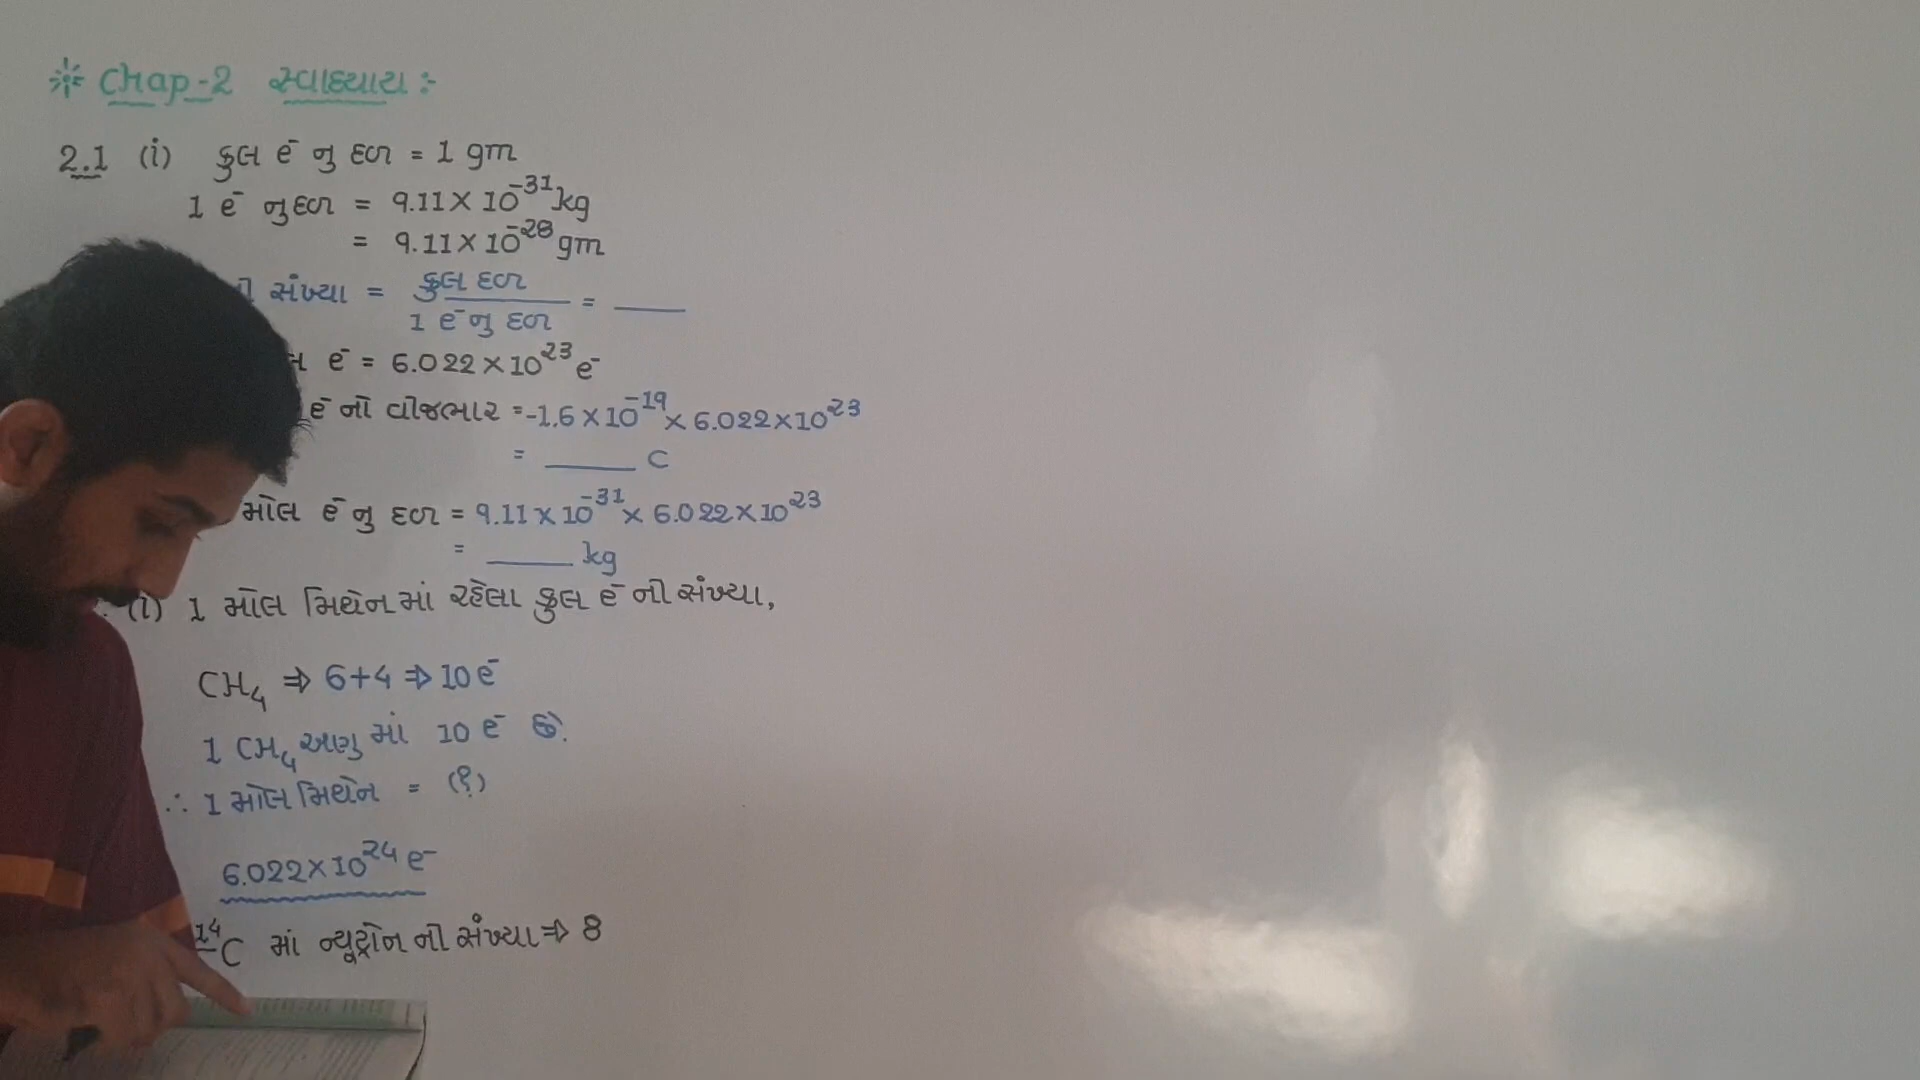 Chap-2 સ્વાધ્યાય :-
2.1 (i) કુલ e⁻ નુ દળ = 1 gm
1 e⁻ નુ દળ = 9.11 × 10⁻³¹ kg
= 9.11 × 10⁻²⁸ gm
સંખ્યા = કુલ દળ / 1 e⁻ નુ દળ = ____
e⁻ = 6.022 × 10²³ e⁻
e⁻ નો વીજભાર = -1.6 × 10⁻¹⁹ × 6.022 × 10²³
= ____ C
મોલ e⁻ નુ દળ = 9.11 × 10⁻³¹ × 6.022 × 10²³
= ____ kg
(i) 1 મોલ મિથેનમાં રહેલા કુલ e⁻ ની સંખ્યા,
CH₄ ⇒ 6+4 ⇒ 10 e⁻
1 CH₄ અણુ માં 10 e⁻ છે.
∴ 1 મોલ મિથેન = (?)
6.022 × 10²⁴ e⁻
¹⁴C માં ન્યૂટ્રોન ની સંખ્યા ⇒ 8